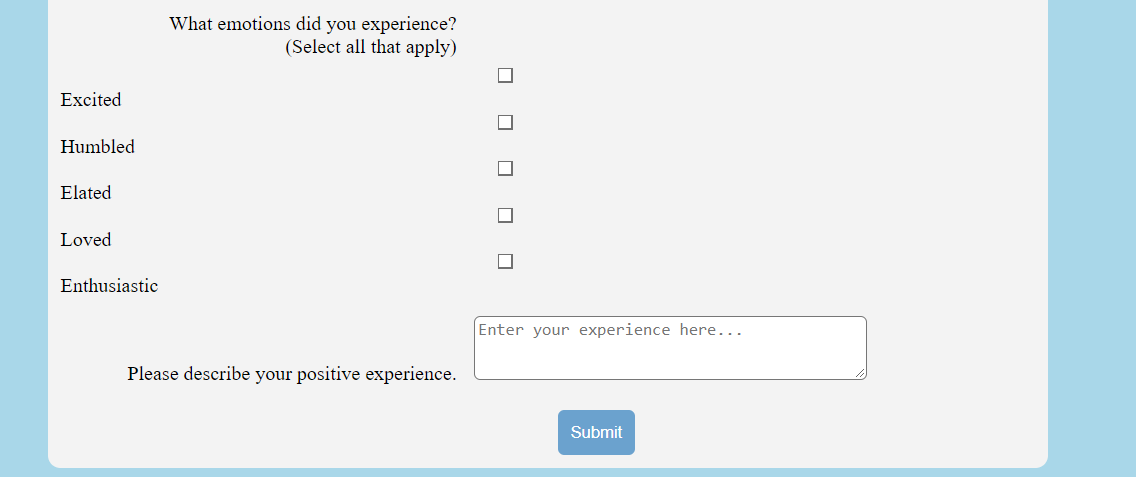 What emotions did you experience?
(Select all that apply)
Excited
Humbled
Elated
Loved
Enthusiastic
Enter your experience here...
Please describe your positive experience.
Submit